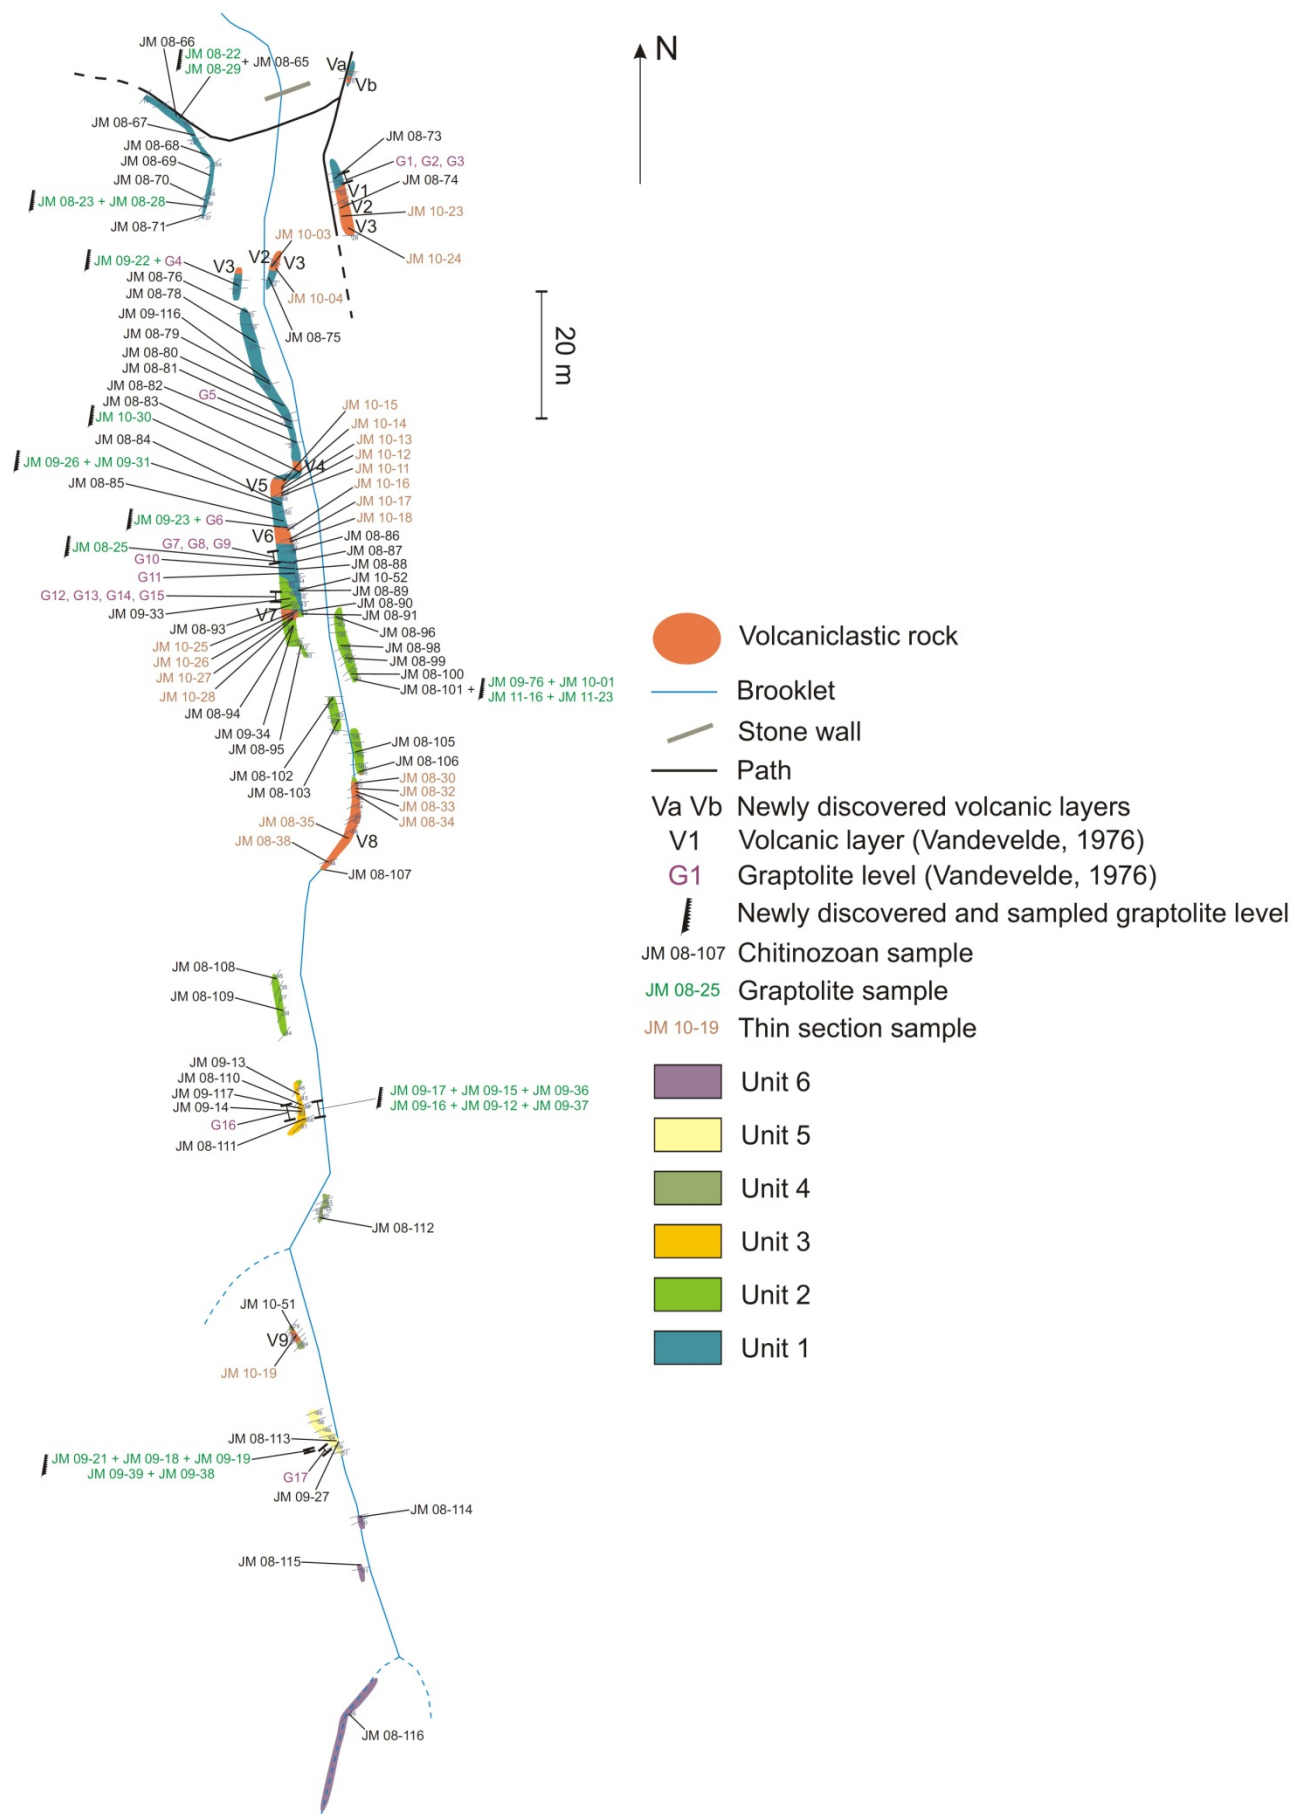 JM 08-66
JM 08-22
JM 08-29 + JM 08-65
Va
Vb
N
JM 08-67
JM 08-68
JM 08-69
JM 08-70
JM 08-23 + JM 08-28
JM 08-71
JM 08-73
G1, G2, G3
V1
JM 08-74
V2
JM 10-23
V3
JM 10-24
JM 10-03
V2
V3
JM 09-22 + G4
V3
JM 10-04
JM 08-75
JM 08-76
JM 08-78
JM 09-116
JM 08-79
JM 08-80
JM 08-81
JM 08-82
G5
JM 08-83
JM 10-30
JM 08-84
JM 09-26 + JM 09-31
JM 08-85
20 m
JM 10-15
JM 10-14
JM 10-13
JM 10-12
V4
JM 10-11
V5
JM 10-16
JM 10-17
JM 10-18
JM 09-23 + G6
V6
JM 08-86
G7, G8, G9
JM 08-25
JM 08-87
G10
JM 08-88
G11
JM 10-52
JM 08-89
G12, G13, G14, G15
JM 08-90
JM 09-33
V7
JM 08-91
JM 08-93
JM 08-96
JM 10-25
JM 08-98
JM 10-26
JM 08-99
JM 10-27
JM 08-100
JM 10-28
JM 08-101 +
JM 09-76 + JM 10-01
JM 11-16 + JM 11-23
JM 08-94
JM 09-34
JM 08-95
JM 08-102
JM 08-103
JM 08-105
JM 08-106
JM 08-30
JM 08-32
JM 08-33
JM 08-34
JM 08-35
V8
JM 08-38
JM 08-107
JM 08-108
JM 08-109
JM 09-13
JM 08-110
JM 09-117
JM 09-14
G16
JM 08-111
JM 09-17 + JM 09-15 + JM 09-36
JM 09-16 + JM 09-12 + JM 09-37
JM 08-112
JM 10-51
V9
JM 10-19
JM 08-113
JM 09-21 + JM 09-18 + JM 09-19
JM 09-39 + JM 09-38
G17
JM 09-27
JM 08-114
JM 08-115
JM 08-116
Volcaniclastic rock
Brooklet
Stone wall
Path
Va Vb Newly discovered volcanic layers
V1 Volcanic layer (Vandevelde, 1976)
G1 Graptolite level (Vandevelde, 1976)
Newly discovered and sampled graptolite level
JM 08-107 Chitinozoan sample
JM 08-25 Graptolite sample
JM 10-19 Thin section sample
Unit 6
Unit 5
Unit 4
Unit 3
Unit 2
Unit 1